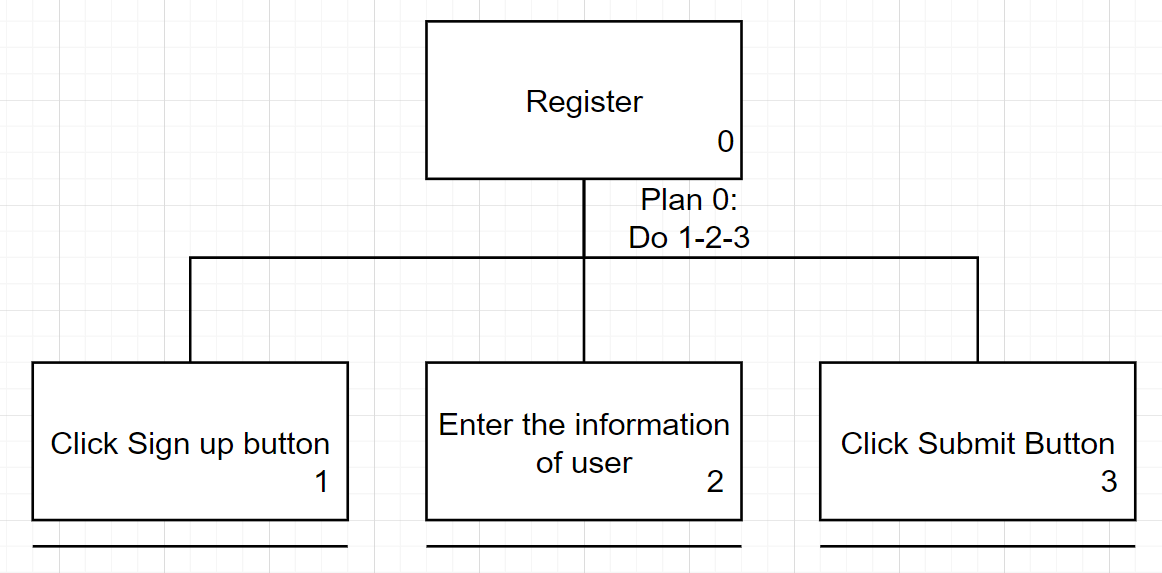 Register
0
Plan 0:
Do 1-2-3
Click Sign up button
1
Enter the information
of user
2
Click Submit Button
3